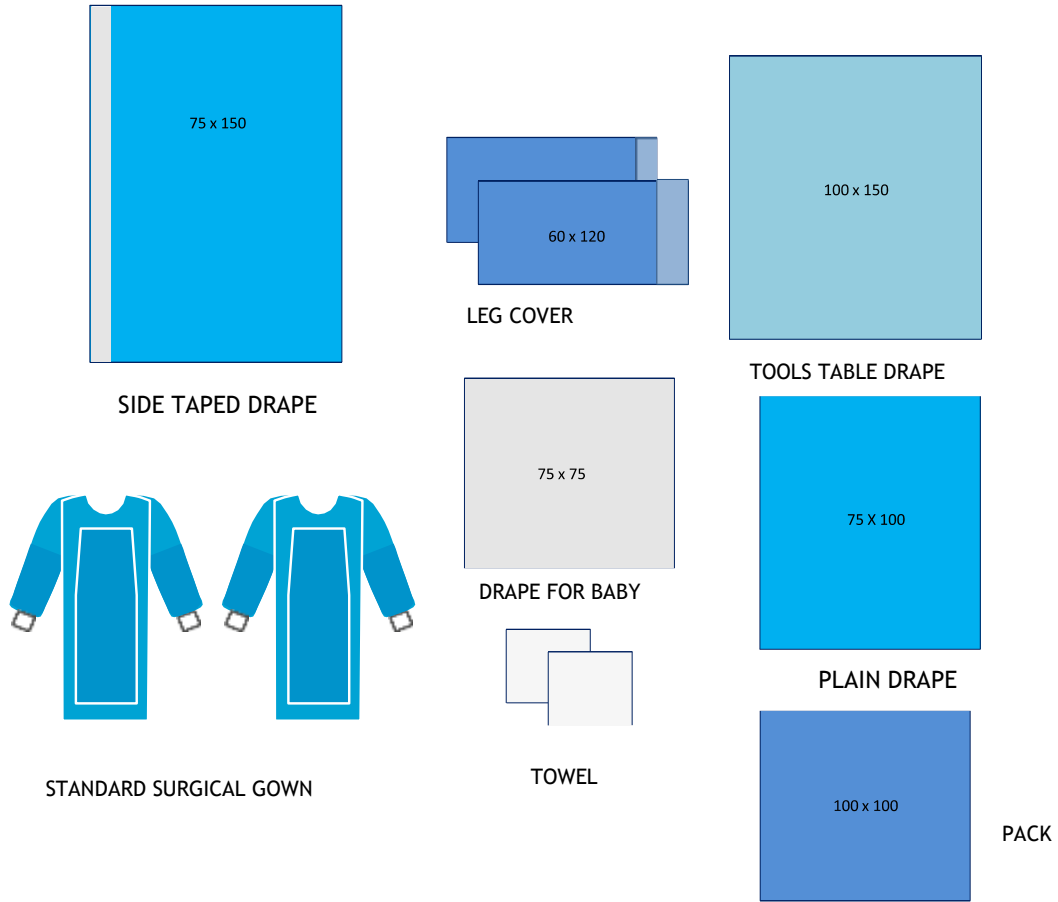 75 x 150
SIDE TAPED DRAPE
60 x 120
LEG COVER
100 x 150
TOOLS TABLE DRAPE
75 x 75
DRAPE FOR BABY
75 X 100
PLAIN DRAPE
STANDARD SURGICAL GOWN
TOWEL
100 x 100
PACK